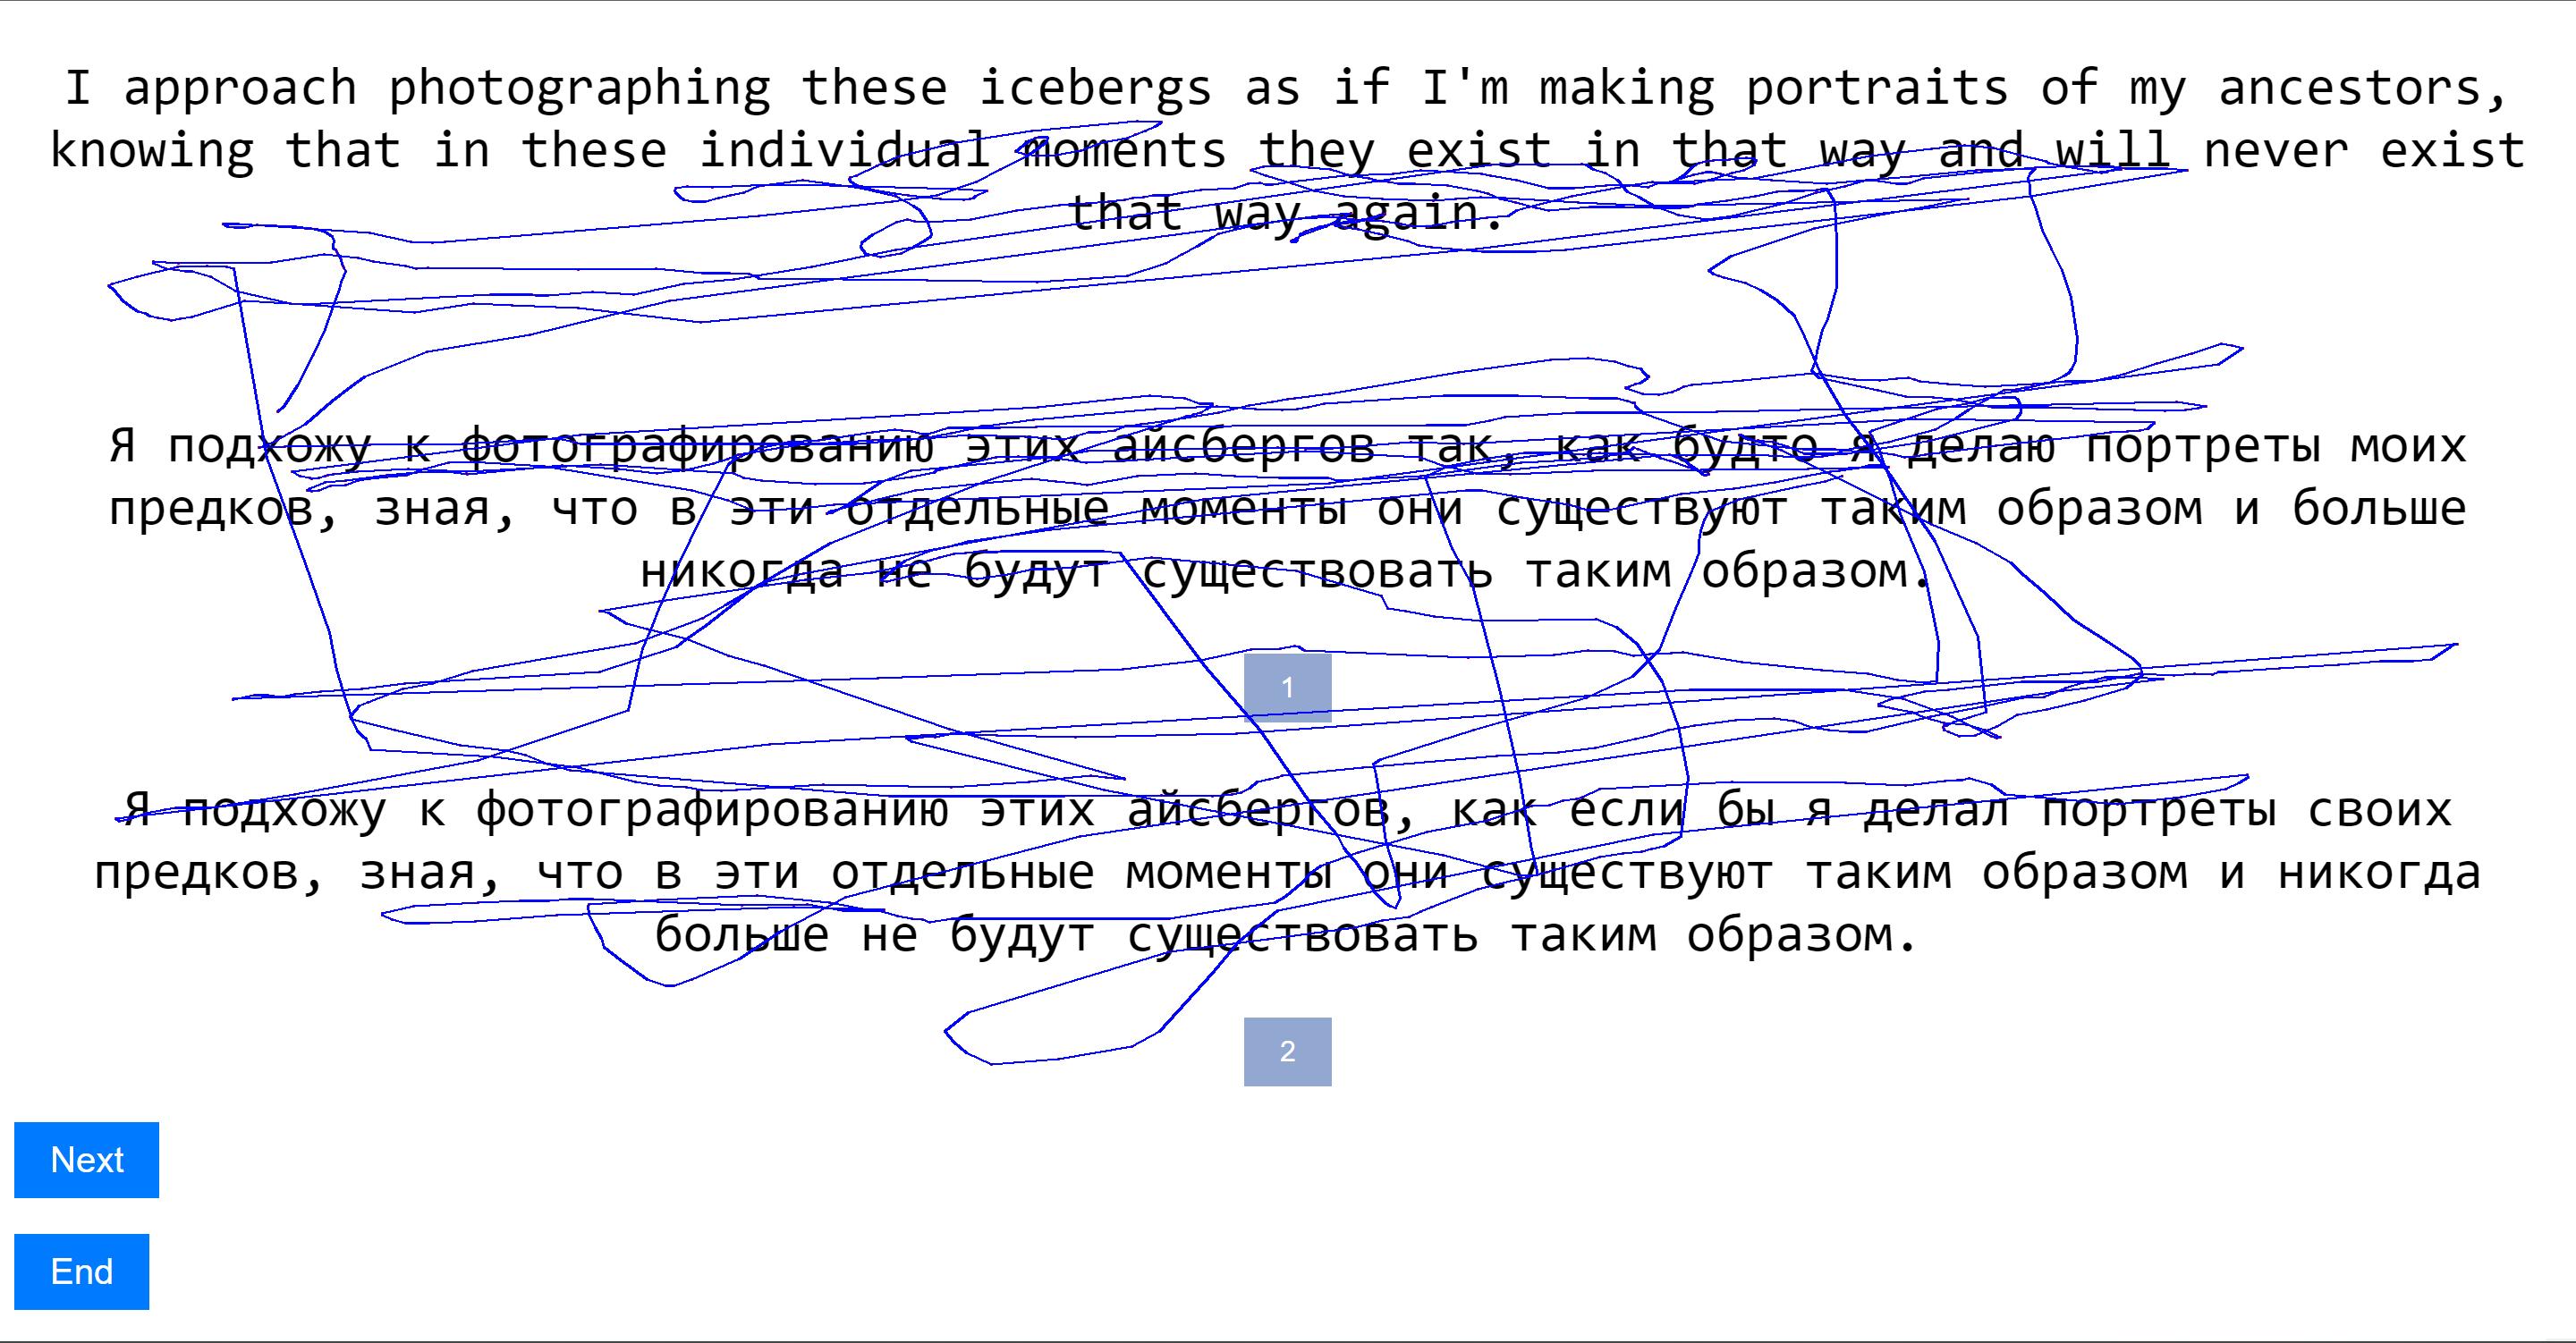 I approach photographing these icebergs as if I'm making portraits of my ancestors,
knowing that in these individual moments they exist in that way and will never exist
that way again.
Я подхожу к фотографированию этих айсбергов так, как будто я делаю портреты моих
предков, зная, что в эти отдельные моменты они существуют таким образом и больше
никогда не будут существовать таким образом.
1
Я подхожу к фотографированию этих айсбергов, как если бы я делал портреты своих
предков, зная, что в эти отдельные моменты они существуют таким образом и никогда
больше не будут существовать таким образом.
2
Next
End